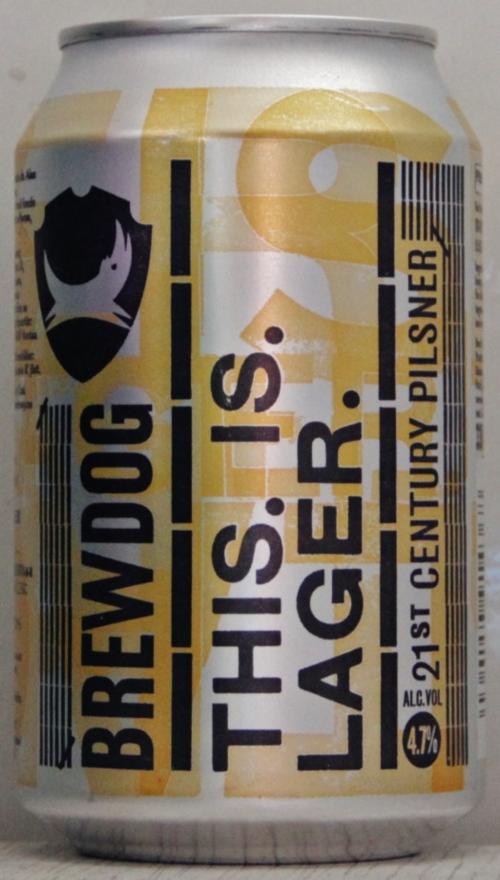 BREWDOG
THIS. IS.
LAGER.
21ST CENTURY PILSNER
ALC. VOL
4.7%